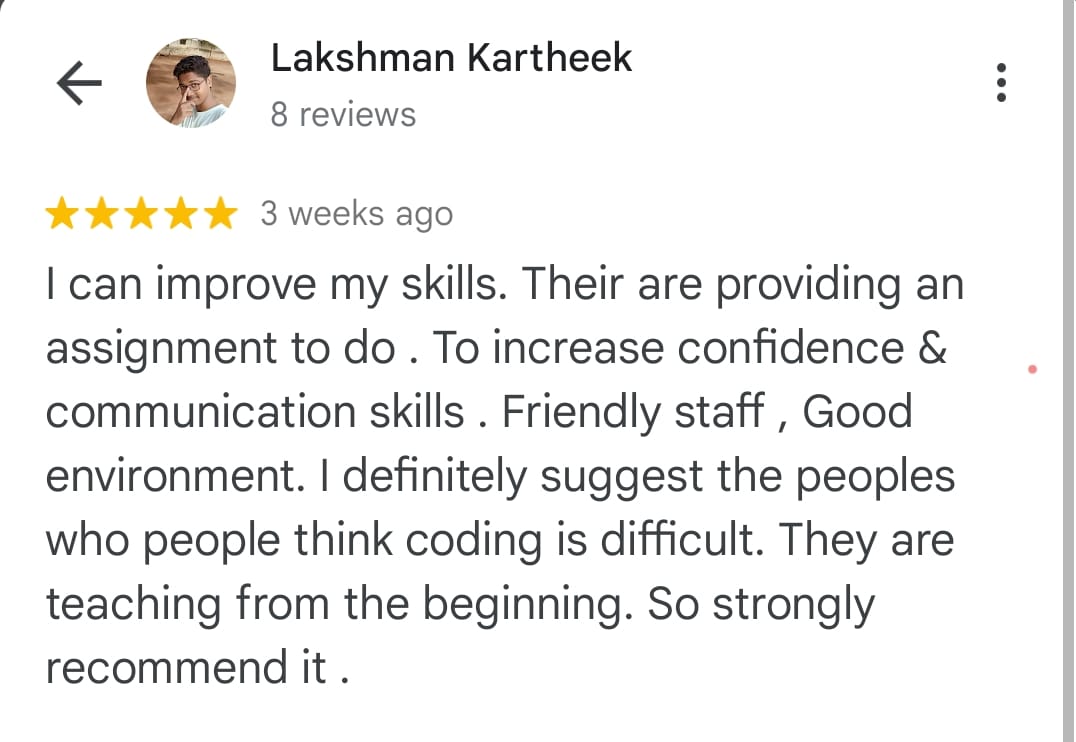 Lakshman Kartheek
8 reviews
3 weeks ago
I can improve my skills. Their are providing an
assignment to do . To increase confidence &
communication skills . Friendly staff , Good
environment. I definitely suggest the peoples
who people think coding is difficult. They are
teaching from the beginning. So strongly
recommend it .